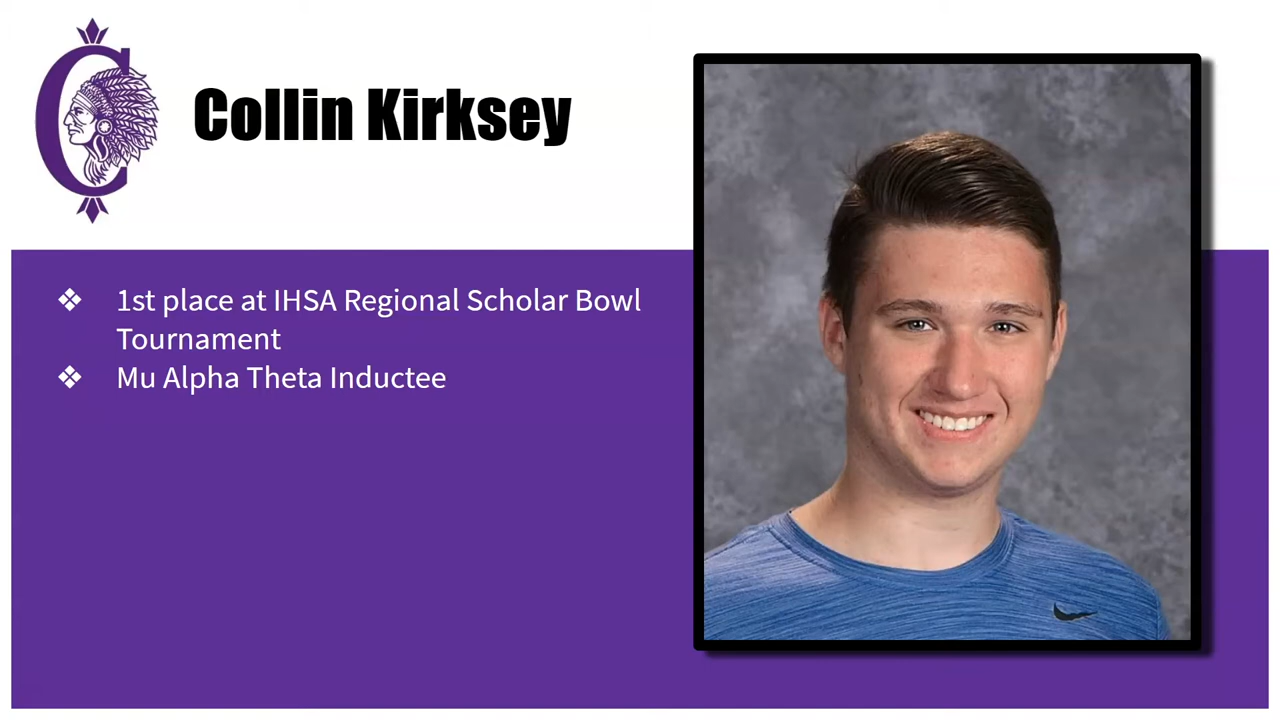 Collin Kirksey
❖ 1st place at IHSA Regional Scholar Bowl
Tournament
❖ Mu Alpha Theta Inductee